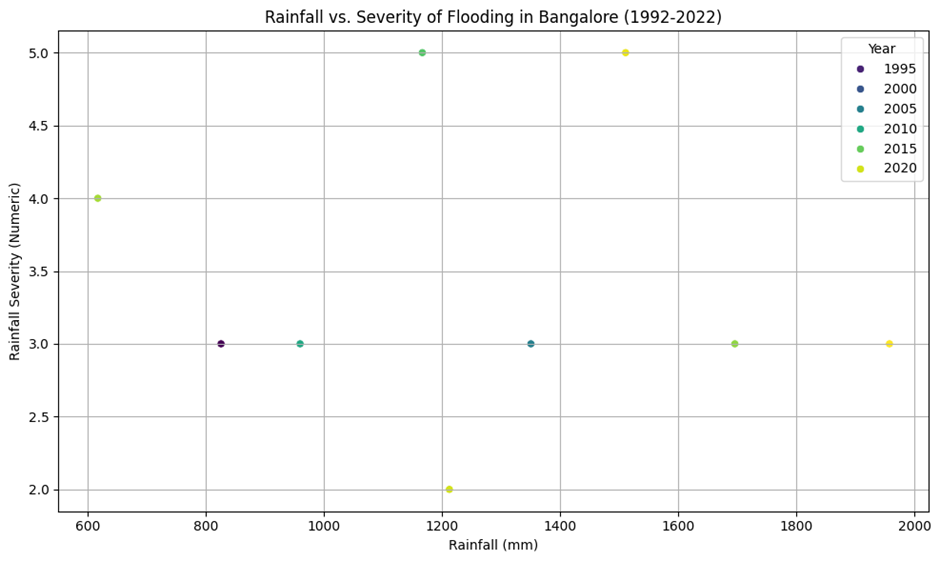 Rainfall vs. Severity of Flooding in Bangalore (1992-2022)
Year
1995
2000
2005
2010
2015
2020
Rainfall Severity (Numeric)
5.0
4.5
4.0
3.5
3.0
2.5
2.0
600 800 1000 1200 1400 1600 1800 2000
Rainfall (mm)